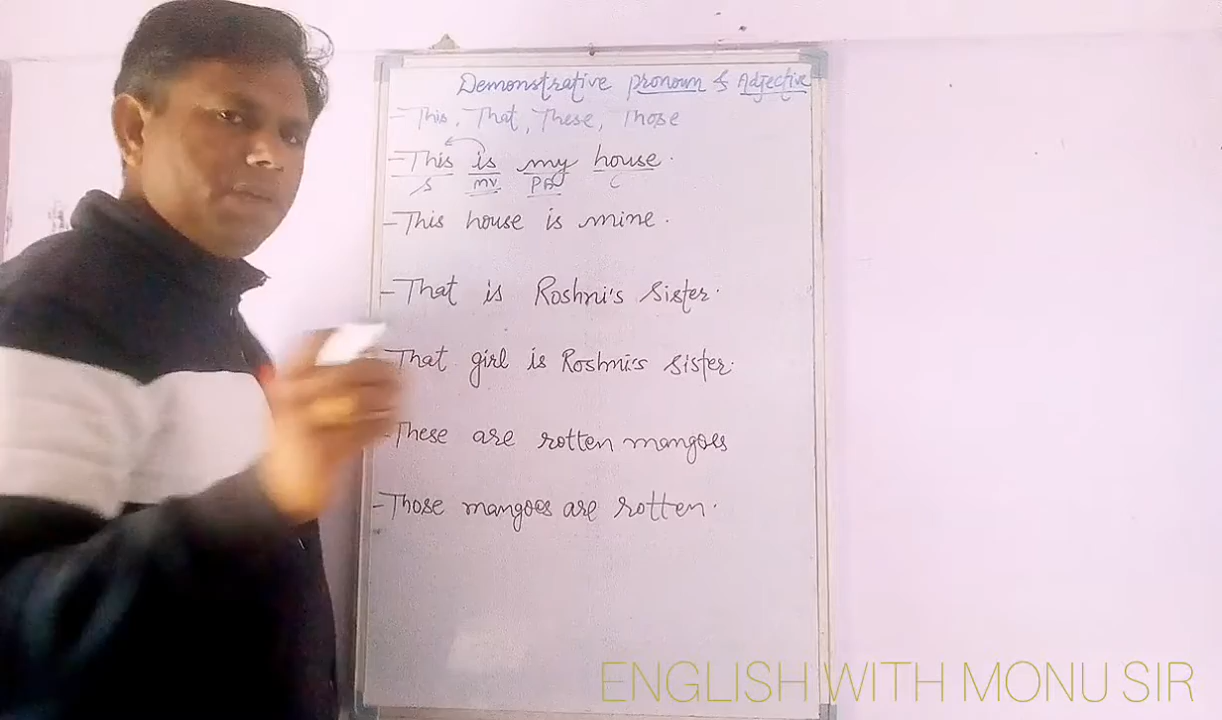 Demonstrative pronoun & Adjective
- This, That, These, Those
- This is my house.
S MV PA C
- This house is mine.
- That is Roshni's sister.
That girl is Roshni's sister.
- These are rotten mangoes
- Those mangoes are rotten.
ENGLISH WITH MONU SIR